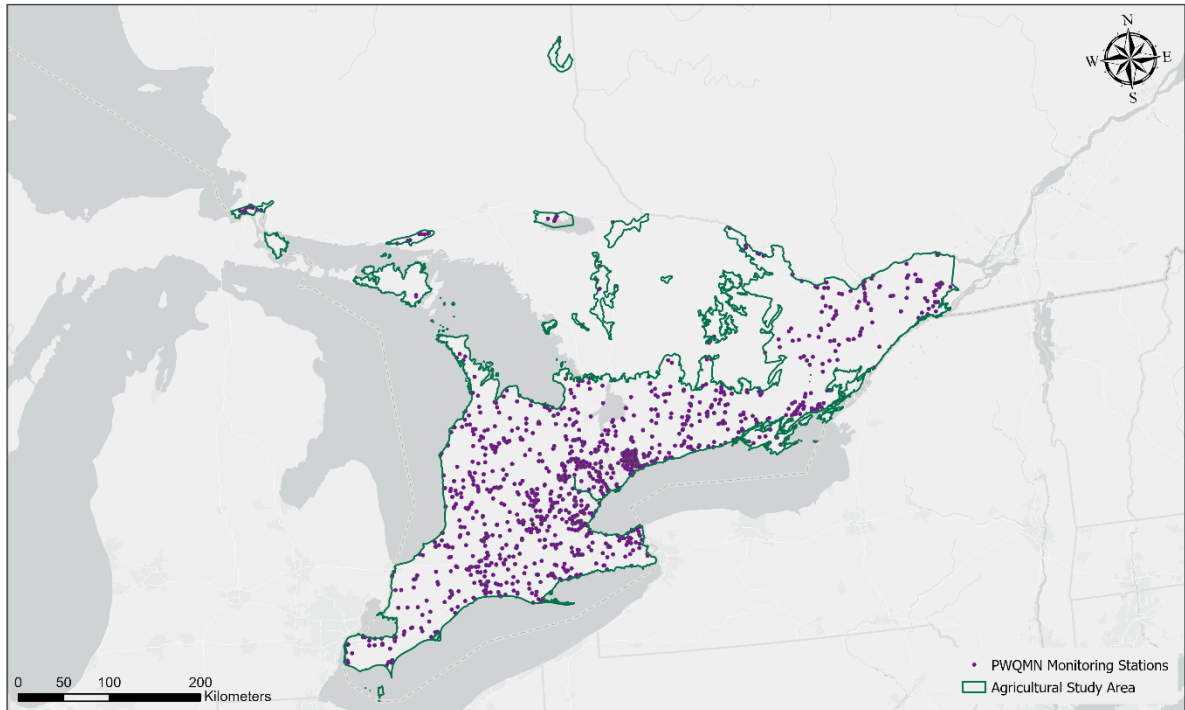 N
W E
S
PWQMN Monitoring Stations
Agricultural Study Area
0 50 100 200
Kilometers